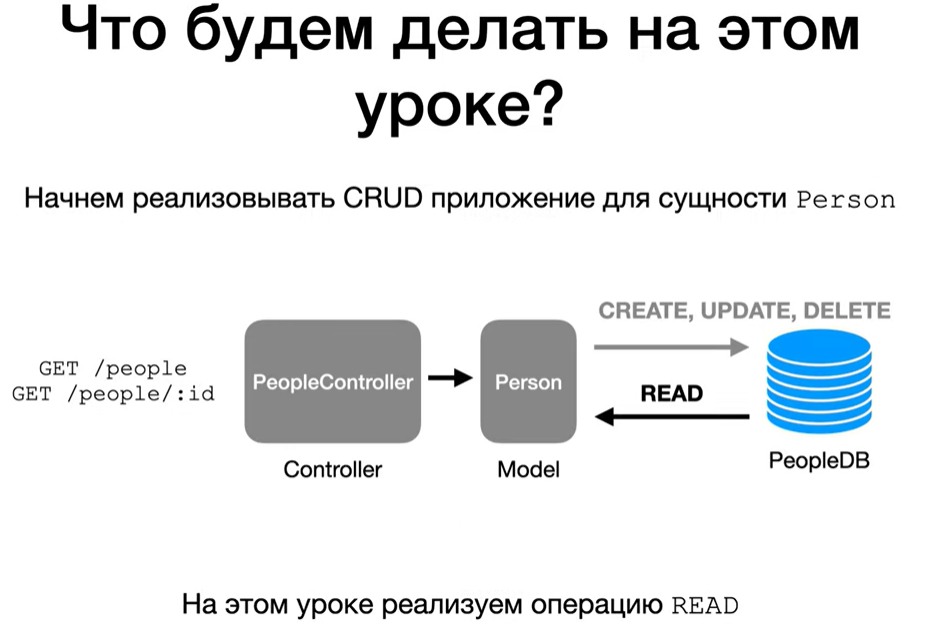 Что будем делать на этом
уроке?
Начнем реализовывать CRUD приложение для сущности Person
CREATE, UPDATE, DELETE
GET /people
GET /people/:id
PeopleController
Person
READ
Controller
Model
PeopleDB
На этом уроке реализуем операцию READ